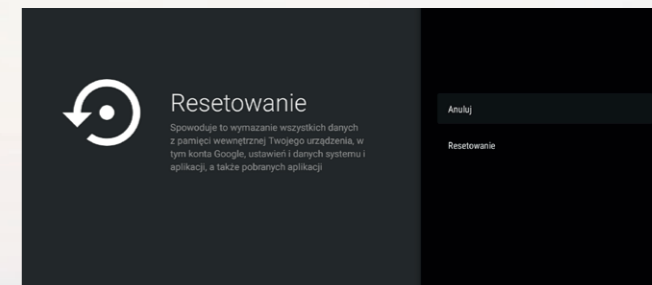 Resetowanie
Spowoduje to wymazanie wszystkich danych
z pamięci wewnętrznej Twojego urządzenia, w
tym konta Google, ustawień i danych systemu i
aplikacji, a także pobranych aplikacji
Anuluj
Resetowanie